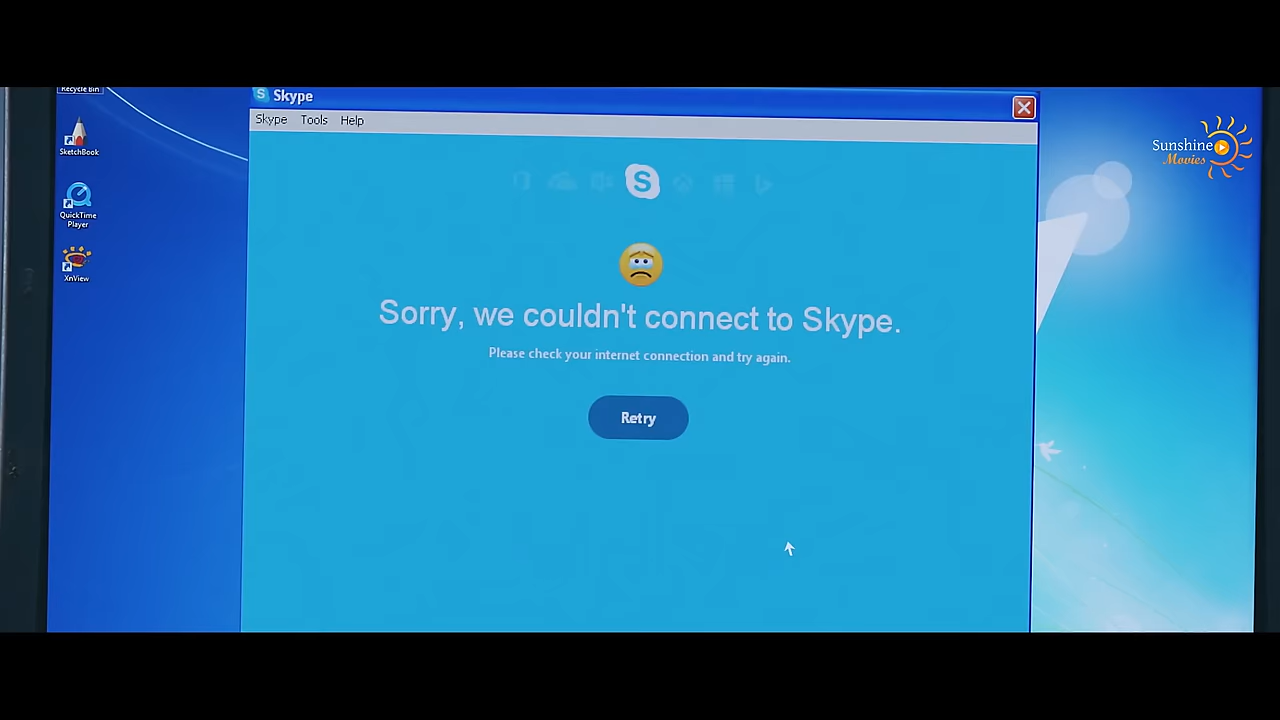 Recycle Bin
Skype
Skype Tools Help
SketchBook
Sunshine
Movies
QuickTime
Player
XnView
S
Sorry, we couldn't connect to Skype.
Please check your internet connection and try again.
Retry